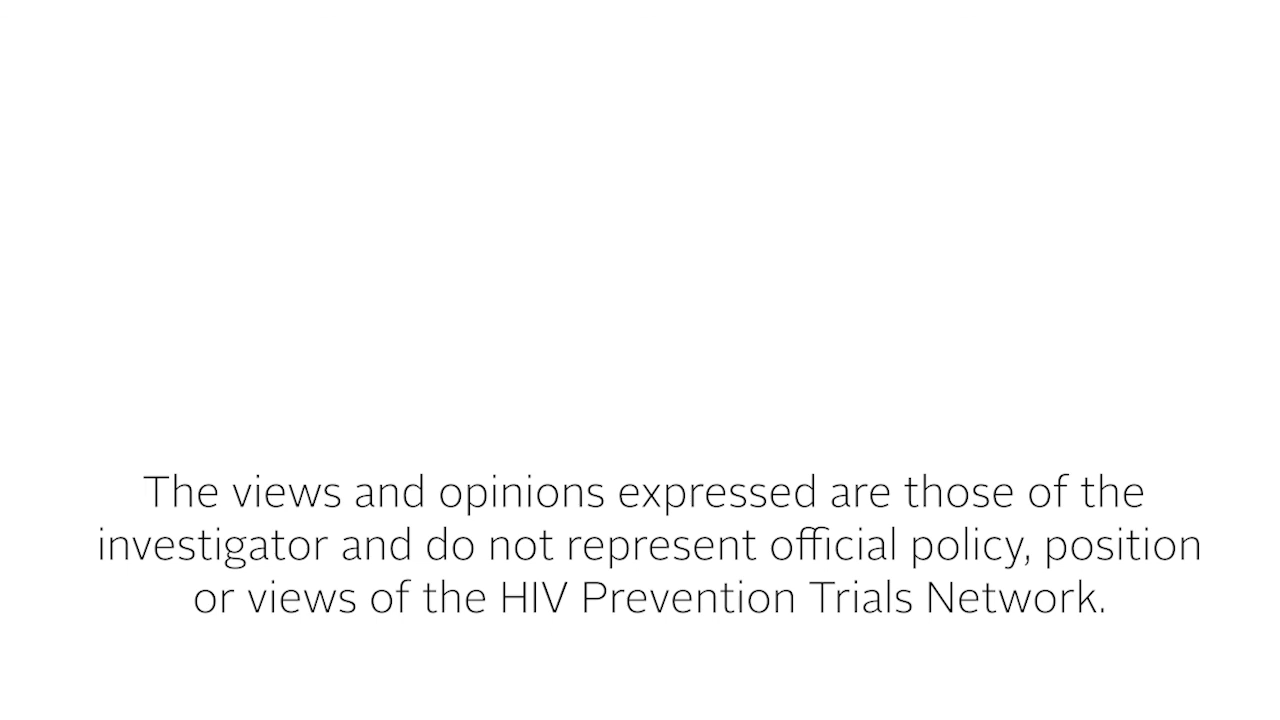 The views and opinions expressed are those of the
investigator and do not represent official policy, position
or views of the HIV Prevention Trials Network.